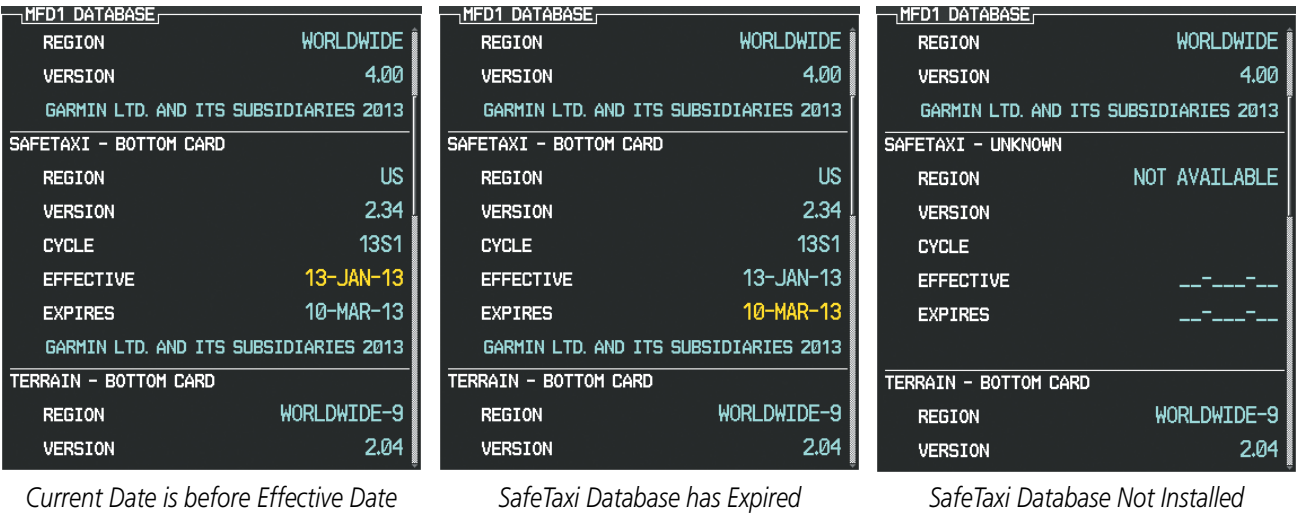 MFD1 DATABASE
REGION WORLDWIDE
VERSION 4.00
GARMIN LTD. AND ITS SUBSIDIARIES 2013
SAFETAXI - BOTTOM CARD
REGION US
VERSION 2.34
CYCLE 13S1
EFFECTIVE 13-JAN-13
EXPIRES 10-MAR-13
GARMIN LTD. AND ITS SUBSIDIARIES 2013
TERRAIN - BOTTOM CARD
REGION WORLDWIDE-9
VERSION 2.04
Current Date is before Effective Date
MFD1 DATABASE
REGION WORLDWIDE
VERSION 4.00
GARMIN LTD. AND ITS SUBSIDIARIES 2013
SAFETAXI - BOTTOM CARD
REGION US
VERSION 2.34
CYCLE 13S1
EFFECTIVE 13-JAN-13
EXPIRES 10-MAR-13
GARMIN LTD. AND ITS SUBSIDIARIES 2013
TERRAIN - BOTTOM CARD
REGION WORLDWIDE-9
VERSION 2.04
SafeTaxi Database has Expired
MFD1 DATABASE
REGION WORLDWIDE
VERSION 4.00
GARMIN LTD. AND ITS SUBSIDIARIES 2013
SAFETAXI - UNKNOWN
REGION NOT AVAILABLE
VERSION
CYCLE
EFFECTIVE __-___-__
EXPIRES __-___-__
TERRAIN - BOTTOM CARD
REGION WORLDWIDE-9
VERSION 2.04
SafeTaxi Database Not Installed